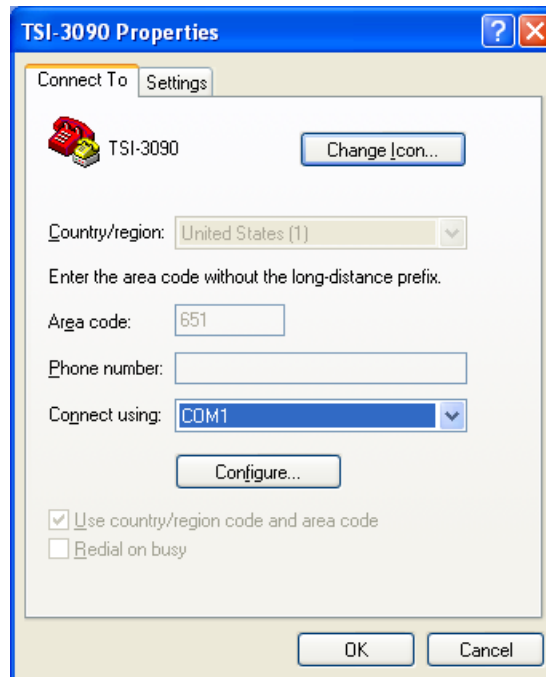 TSI-3090 Properties
Connect To Settings
TSI-3090 Change Icon...
Country/region: United States (1)
Enter the area code without the long-distance prefix.
Area code: 651
Phone number:
Connect using: COM1
Configure...
Use country/region code and area code
Redial on busy
OK Cancel